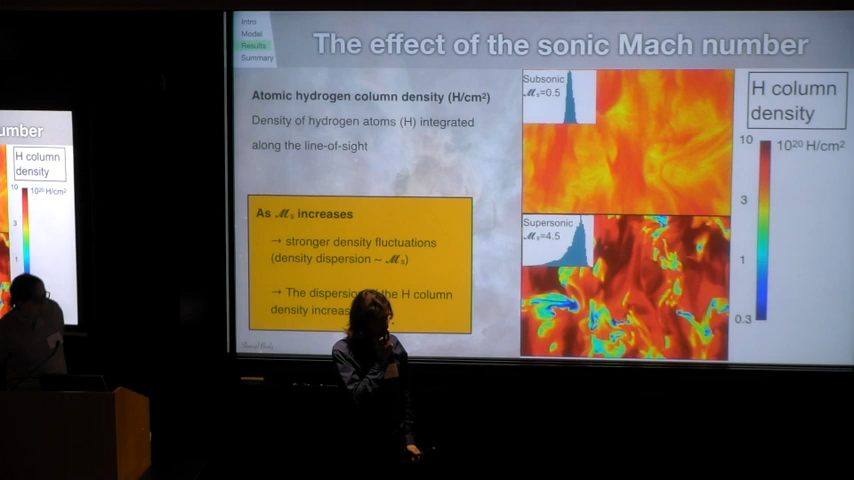 Intro
Model
Results
Summary
The effect of the sonic Mach number
Atomic hydrogen column density (H/cm²)
Density of hydrogen atoms (H) integrated
along the line-of-sight
As ℳs increases
→ stronger density fluctuations
(density dispersion ~ ℳs)
→ The dispersion the H column
density increas
Subsonic
ℳs=0.5
Supersonic
ℳs=4.5
H column
density
10
10²⁰ H/cm²
3
1
0.3
umber
H column
density
10
10²⁰ H/cm²
3
1